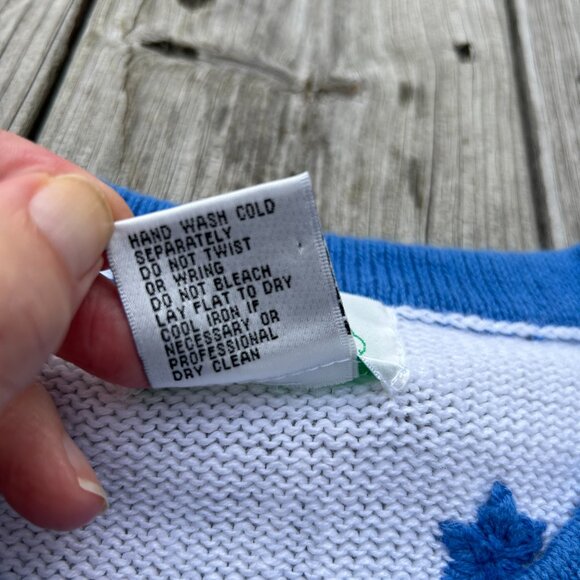 HAND WASH COLD
SEPARATELY
DO NOT TWIST
OR WRING
DO NOT BLEACH
LAY FLAT TO DRY
COOL IRON IF
NECESSARY OR
PROFESSIONAL
DRY CLEAN